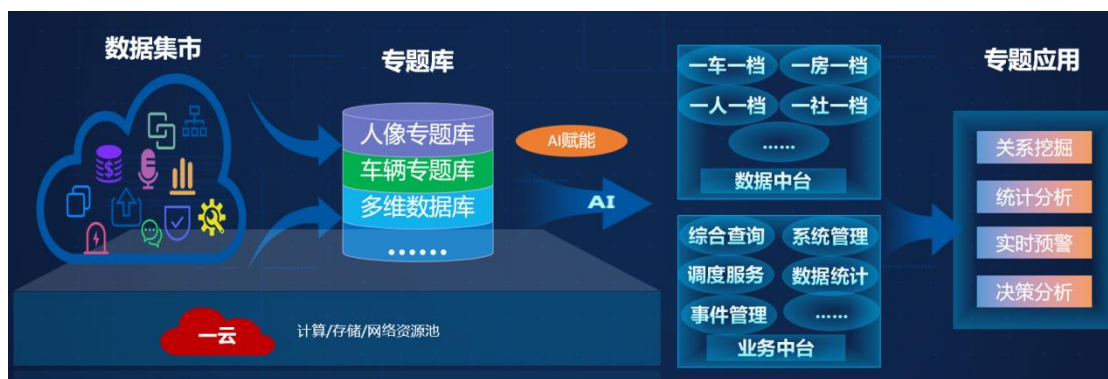 数据集市
专题库
人像专题库
车辆专题库
多维数据库
......
一云
计算/存储/网络资源池
AI赋能
AI
一车一档
一房一档
一人一档
一社一档
......
数据中台
综合查询
系统管理
调度服务
数据统计
事件管理
......
业务中台
专题应用
关系挖掘
统计分析
实时预警
决策分析